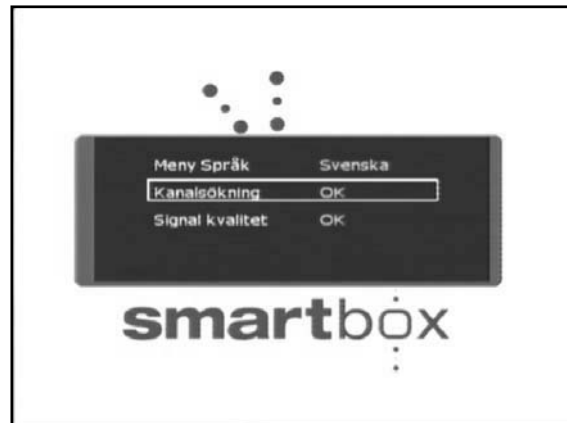 Meny Språk Svenska
Kanalsökning OK
Signal kvalitet OK
smartbox